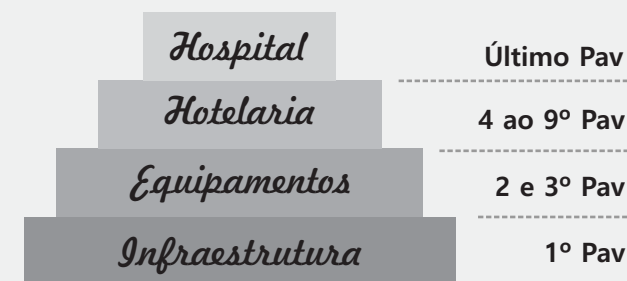 Hospital
Último Pav
Hotelaria
4 ao 9º Pav
Equipamentos
2 e 3º Pav
Infraestrutura
1º Pav